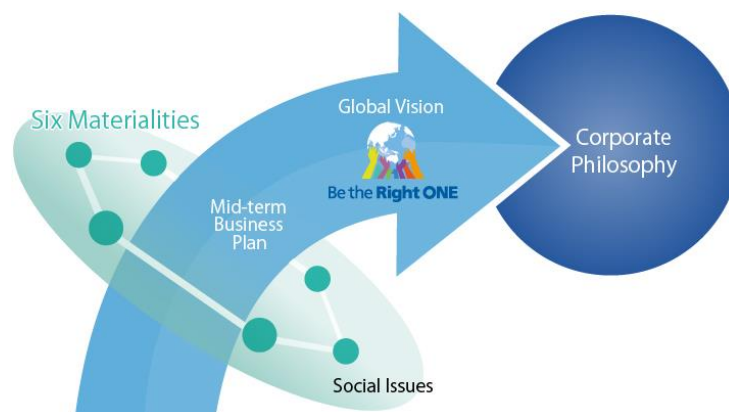 Global Vision
Six Materialities
Be the Right ONE
Corporate
Philosophy
Mid-term
Business
Plan
Social Issues